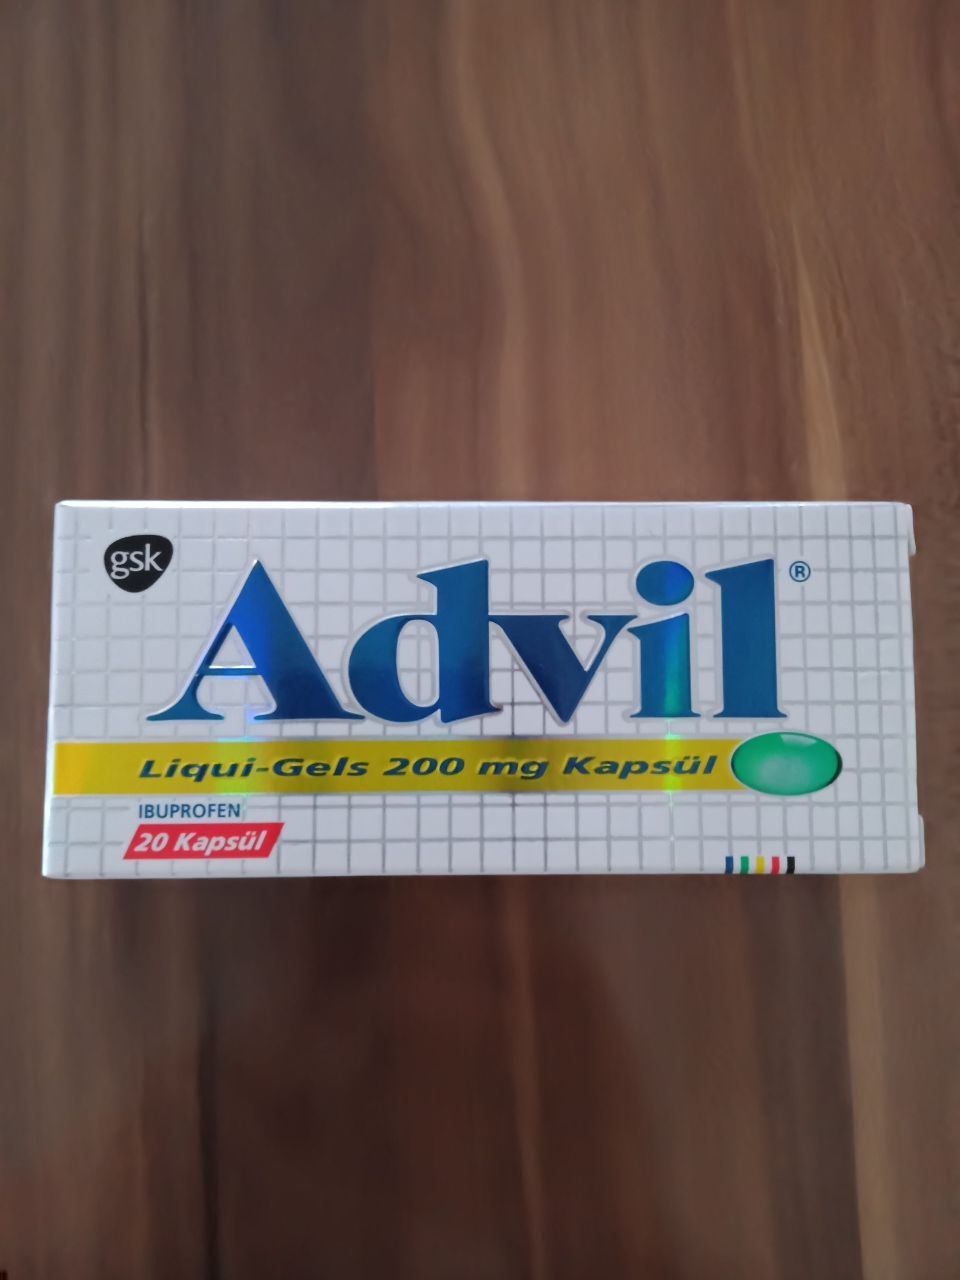 gsk
Advil®
Liqui-Gels 200 mg Kapsül
IBUPROFEN
20 Kapsül